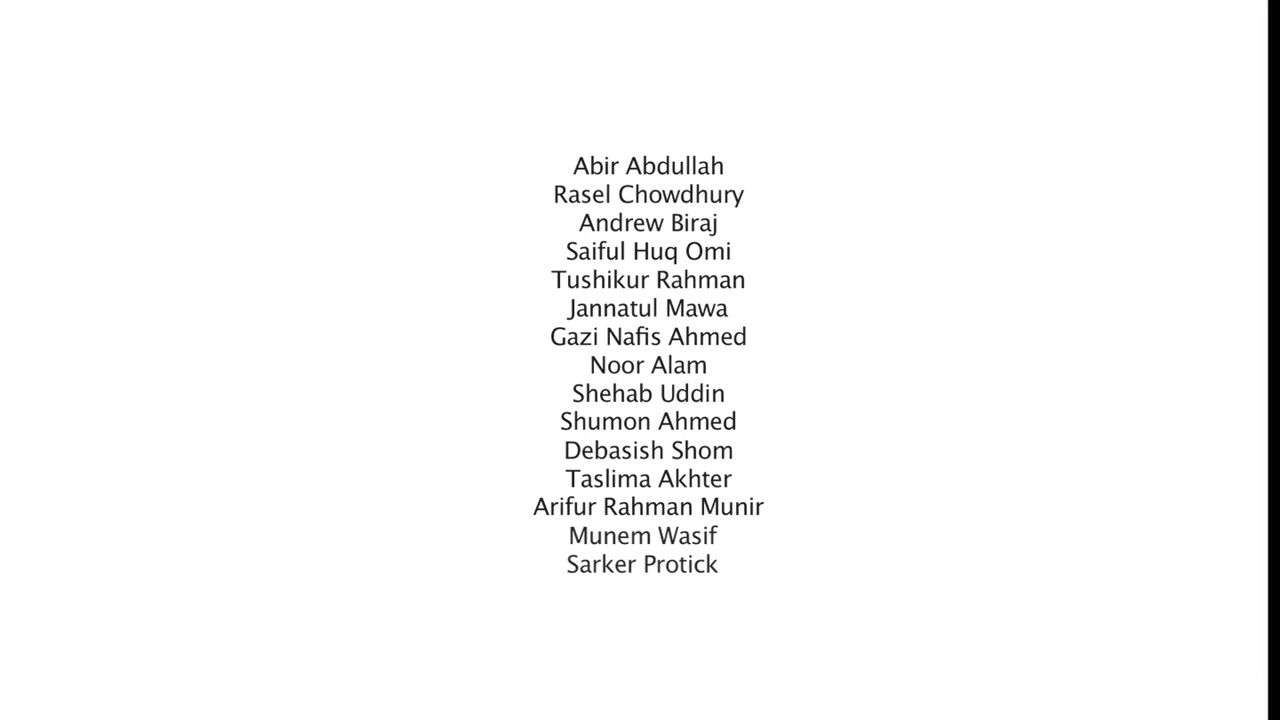 Abir Abdullah
Rasel Chowdhury
Andrew Biraj
Saiful Huq Omi
Tushikur Rahman
Jannatul Mawa
Gazi Nafis Ahmed
Noor Alam
Shehab Uddin
Shumon Ahmed
Debasish Shom
Taslima Akhter
Arifur Rahman Munir
Munem Wasif
Sarker Protick